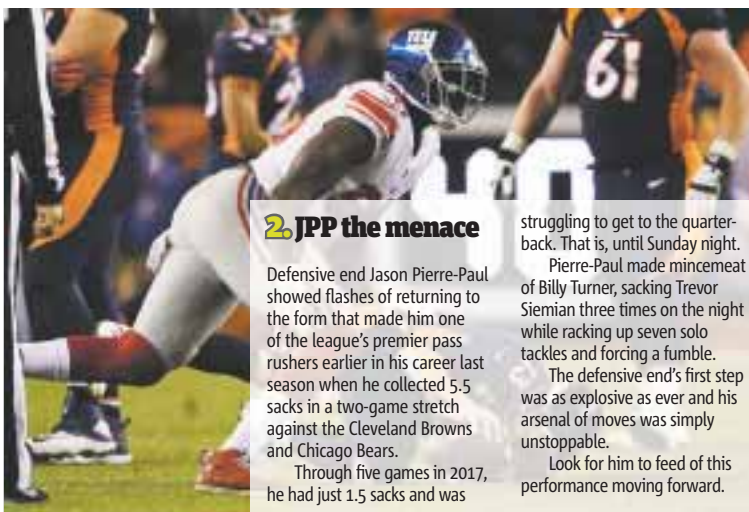 61
2. JPP the menace
Defensive end Jason Pierre-Paul
showed flashes of returning to
the form that made him one
of the league's premier pass
rushers earlier in his career last
season when he collected 5.5
sacks in a two-game stretch
against the Cleveland Browns
and Chicago Bears.
Through five games in 2017,
he had just 1.5 sacks and was
struggling to get to the quarter-
back. That is, until Sunday night.
Pierre-Paul made mincemeat
of Billy Turner, sacking Trevor
Siemian three times on the night
while racking up seven solo
tackles and forcing a fumble.
The defensive end's first step
was as explosive as ever and his
arsenal of moves was simply
unstoppable.
Look for him to feed of this
performance moving forward.